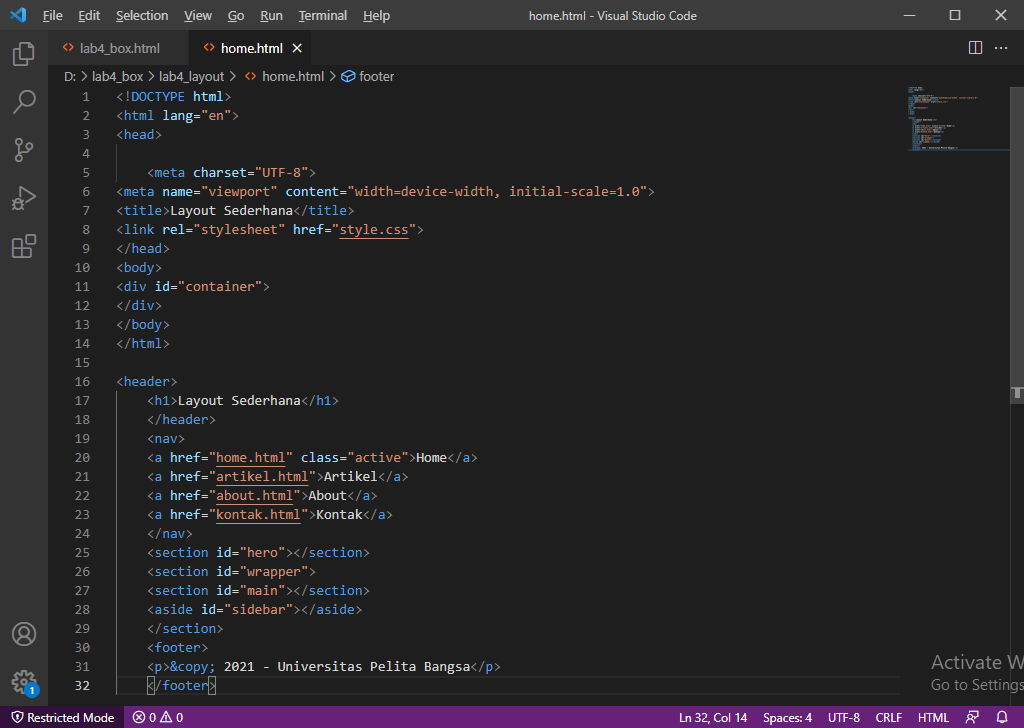 File Edit Selection View Go Run Terminal Help home.html - Visual Studio Code
lab4_box.html home.html
D: > lab4_box > lab4_layout > home.html > footer
1 <!DOCTYPE html>
2 <html lang="en">
3 <head>
4
5 <meta charset="UTF-8">
6 <meta name="viewport" content="width=device-width, initial-scale=1.0">
7 <title>Layout Sederhana</title>
8 <link rel="stylesheet" href="style.css">
9 </head>
10 <body>
11 <div id="container">
12 </div>
13 </body>
14 </html>
15
16 <header>
17 <h1>Layout Sederhana</h1>
18 </header>
19 <nav>
20 <a href="home.html" class="active">Home</a>
21 <a href="artikel.html">Artikel</a>
22 <a href="about.html">About</a>
23 <a href="kontak.html">Kontak</a>
24 </nav>
25 <section id="hero"></section>
26 <section id="wrapper">
27 <section id="main"></section>
28 <aside id="sidebar"></aside>
29 </section>
30 <footer>
31 <p>&copy; 2021 - Universitas Pelita Bangsa</p>
32 </footer>
Activate W
Go to Settings
1
Restricted Mode 0 0 Ln 32, Col 14 Spaces: 4 UTF-8 CRLF HTML